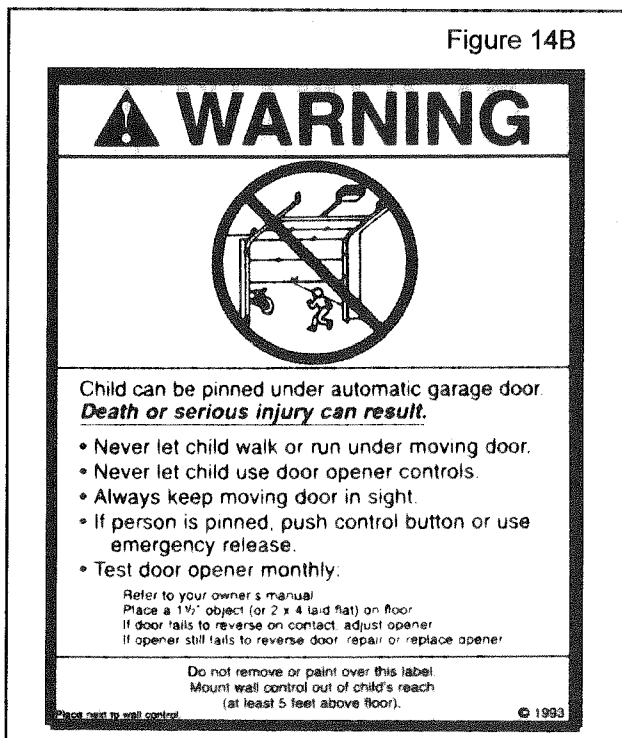 Figure 14B
WARNING
Child can be pinned under automatic garage door.
Death or serious injury can result.
• Never let child walk or run under moving door.
• Never let child use door opener controls.
• Always keep moving door in sight.
• If person is pinned, push control button or use
emergency release.
• Test door opener monthly:
Refer to your owner s manual
Place a 1½" object (or 2 x 4 laid flat) on floor
If door fails to reverse on contact, adjust opener
If opener still fails to reverse door, repair or replace opener
Do not remove or paint over this label.
Mount wall control out of child's reach
(at least 5 feet above floor).
Place next to wall control.
© 1993